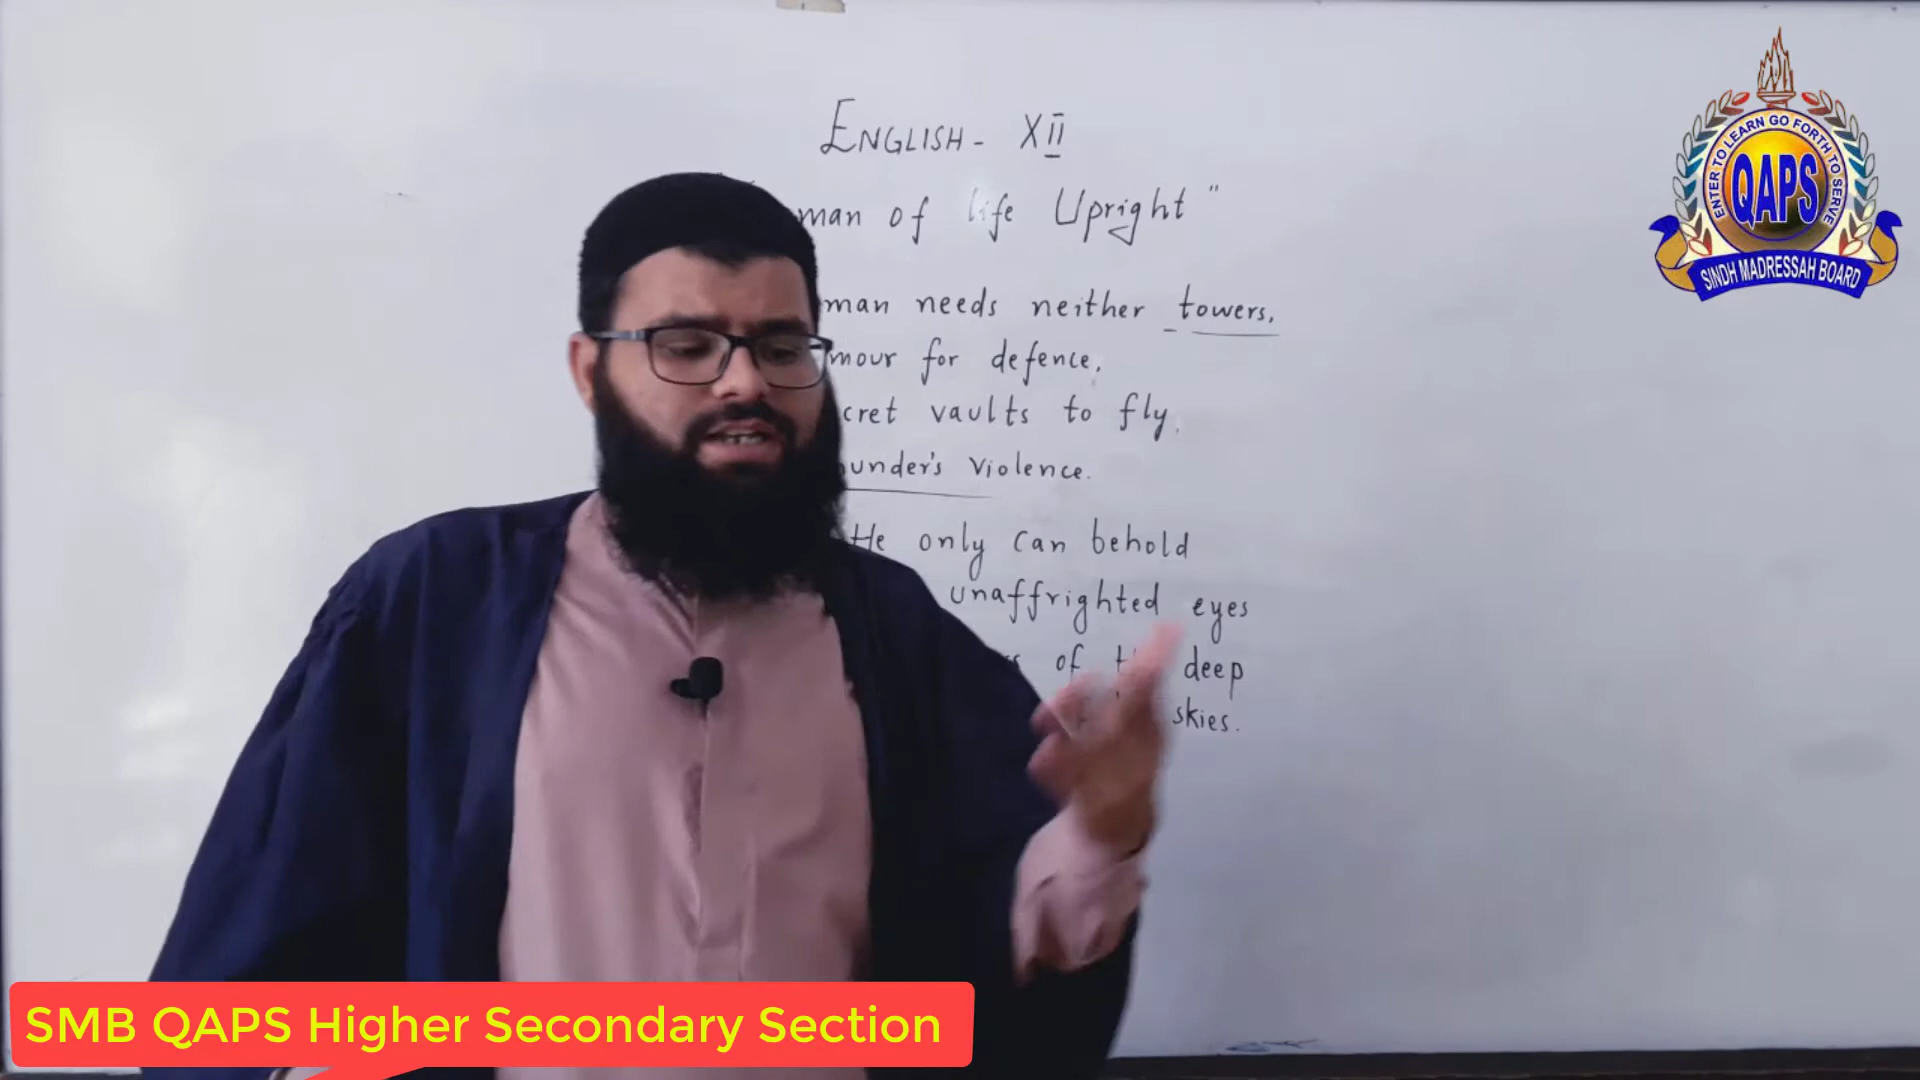 ENGLISH - XII
man of life Upright"
man needs neither towers,
mour for defence,
cret vaults to fly,
under's Violence.
He only can behold
unaffrighted eyes
of deep
skies.
ENTER TO LEARN GO FORTH TO SERVE
QAPS
SINDH MADRESSAH BOARD
SMB QAPS Higher Secondary Section